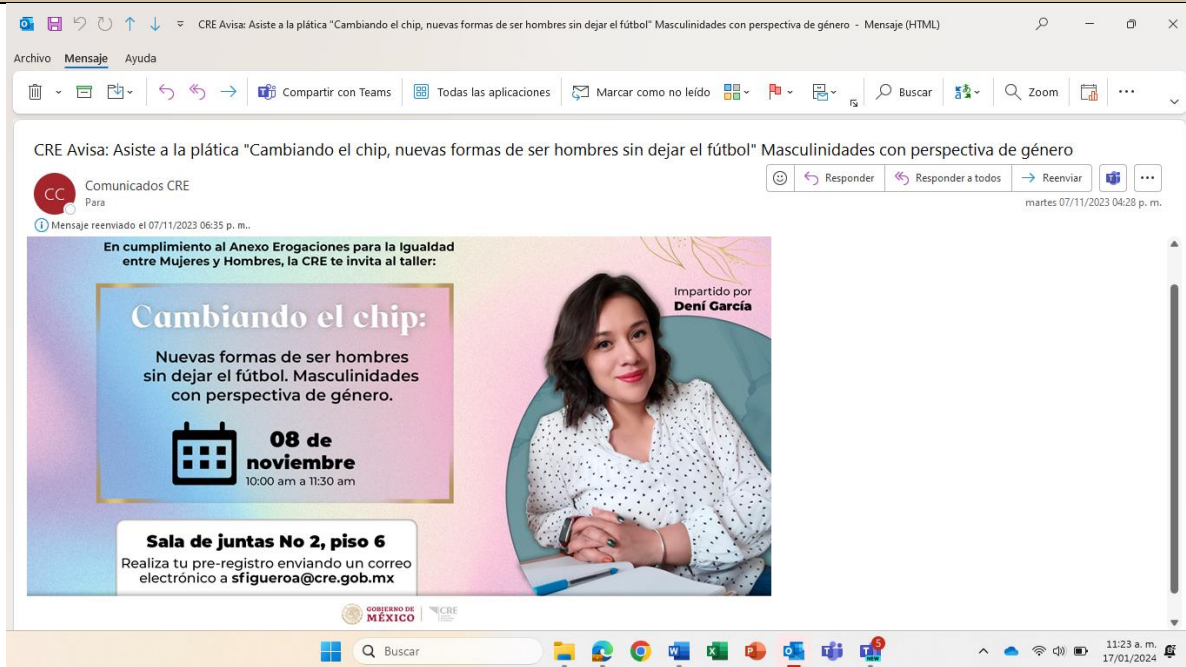 CRE Avisa: Asiste a la plática "Cambiando el chip, nuevas formas de ser hombres sin dejar el fútbol" Masculinidades con perspectiva de género - Mensaje (HTML)
Archivo Mensaje Ayuda
Compartir con Teams Todas las aplicaciones Marcar como no leído Buscar Zoom
CRE Avisa: Asiste a la plática "Cambiando el chip, nuevas formas de ser hombres sin dejar el fútbol" Masculinidades con perspectiva de género
CC Comunicados CRE
Para
Responder Responder a todos Reenviar
martes 07/11/2023 04:28 p. m.
Mensaje reenviado el 07/11/2023 06:35 p. m..
En cumplimiento al Anexo Erogaciones para la Igualdad
entre Mujeres y Hombres, la CRE te invita al taller:
Impartido por
Dení García
Cambiando el chip:
Nuevas formas de ser hombres
sin dejar el fútbol. Masculinidades
con perspectiva de género.
08 de
noviembre
10:00 am a 11:30 am
Sala de juntas No 2, piso 6
Realiza tu pre-registro enviando un correo
electrónico a sfigueroa@cre.gob.mx
GOBIERNO DE
MÉXICO
CRE
Buscar
5
NEW
11:23 a. m.
17/01/2024